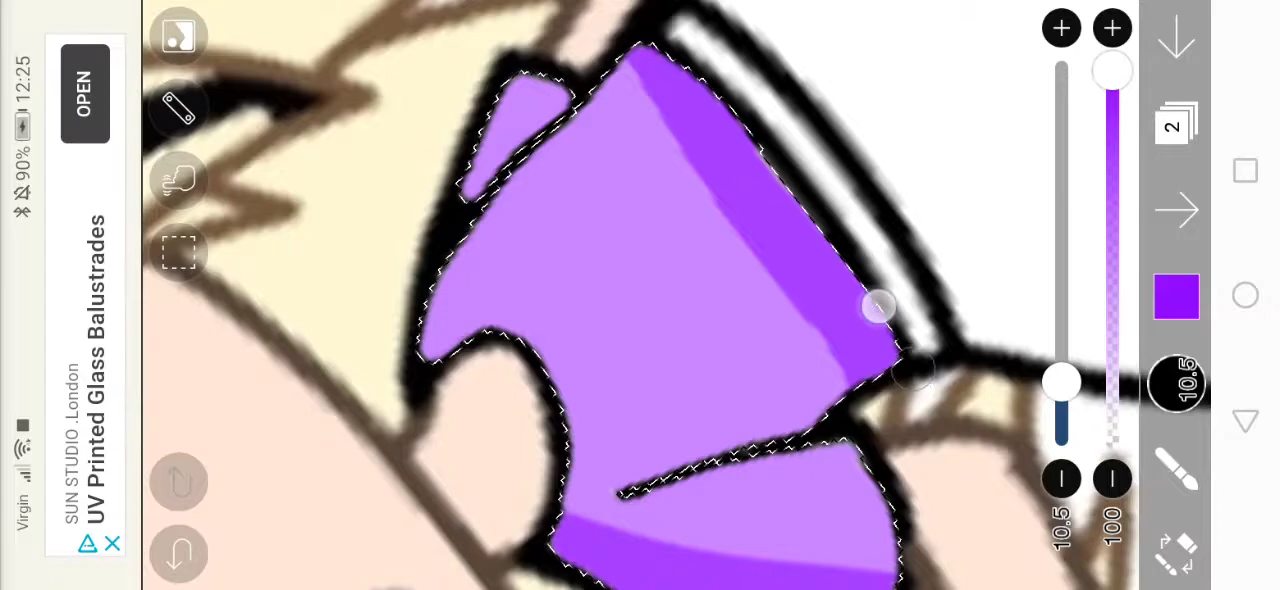 Virgin 90% 12:25
SUN STUDIO .London
UV Printed Glass Balustrades
OPEN
2
10.5
10.5
100